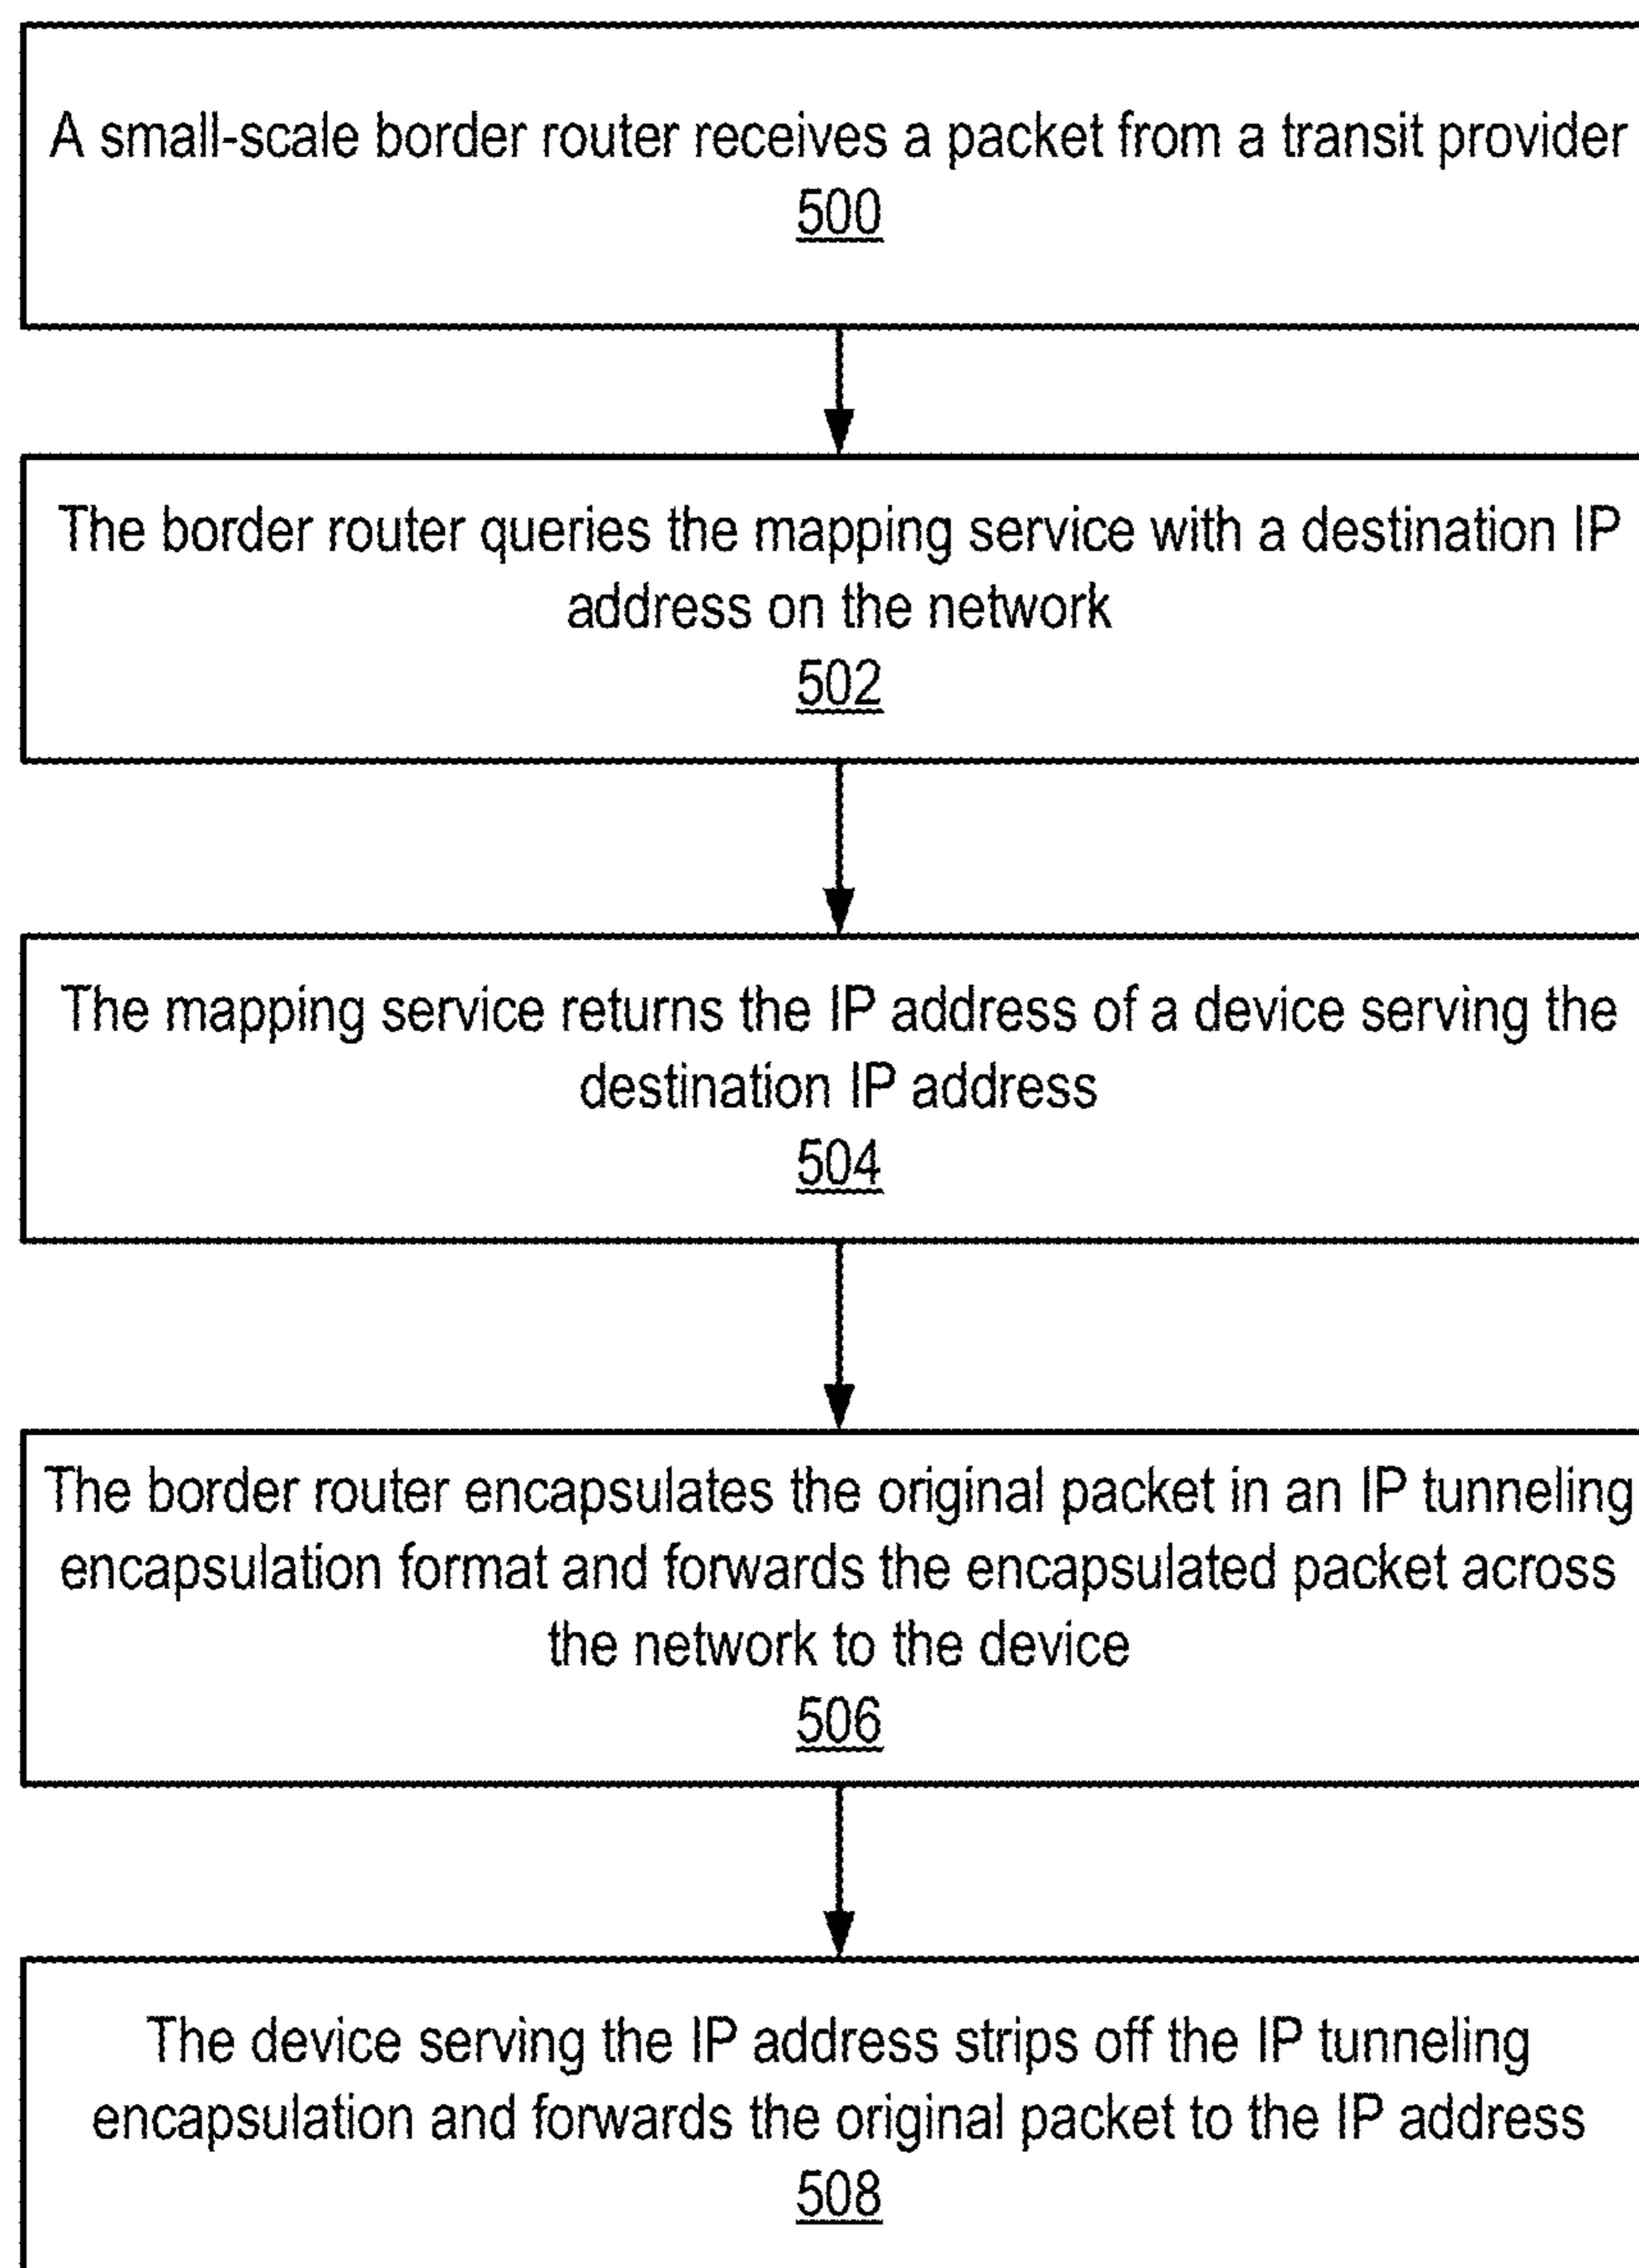 A small-scale border router receives a packet from a transit provider
500
The border router queries the mapping service with a destination IP
address on the network
502
The mapping service returns the IP address of a device serving the
destination IP address
504
The border router encapsulates the original packet in an IP tunneling
encapsulation format and forwards the encapsulated packet across
the network to the device
506
The device serving the IP address strips off the IP tunneling
encapsulation and forwards the original packet to the IP address
508